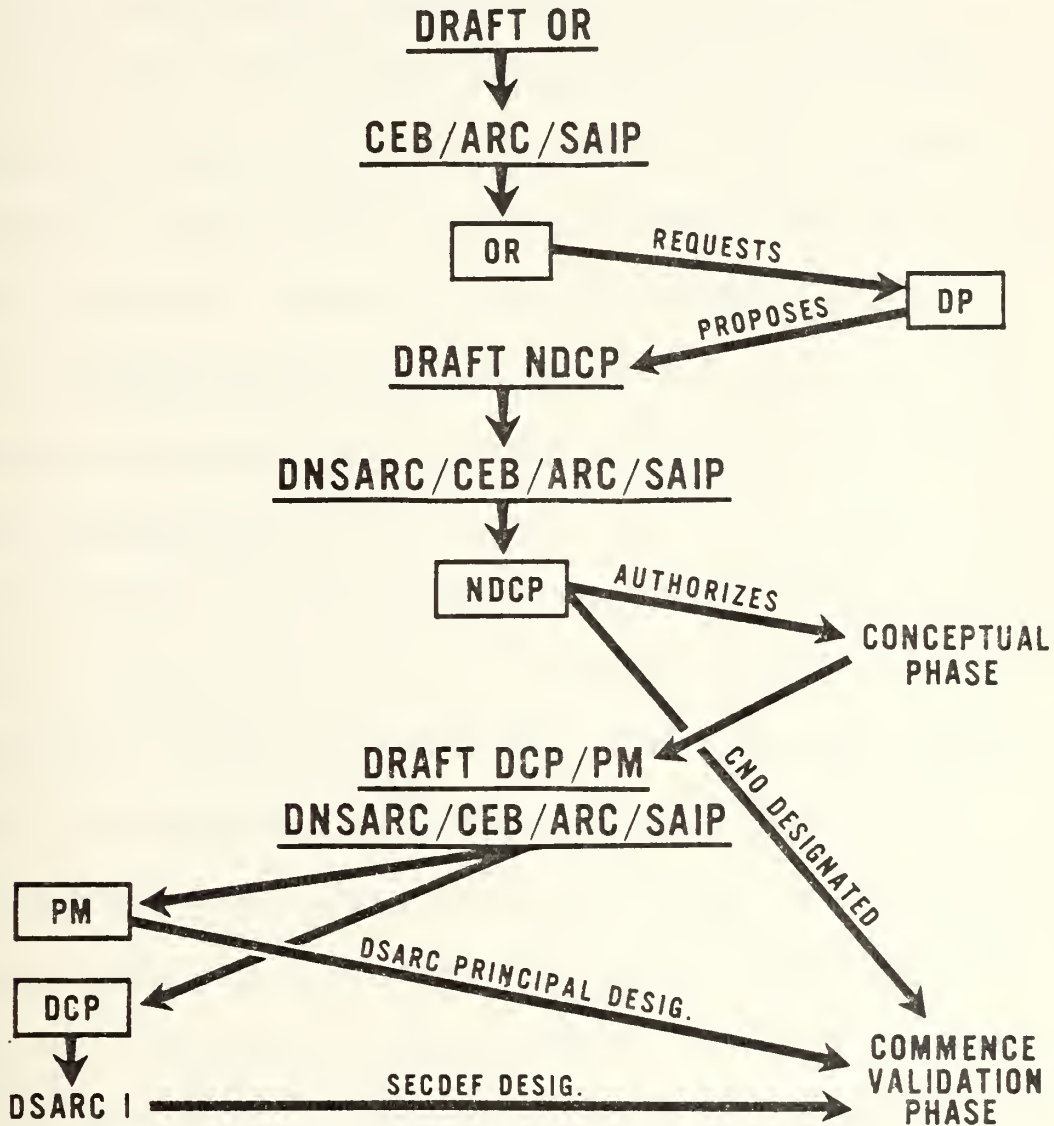 DRAFT OR
CEB/ARC/SAIP
OR
REQUESTS
DP
PROPOSES
DRAFT NDCP
DNSARC/CEB/ARC/SAIP
NDCP
AUTHORIZES
CONCEPTUAL
PHASE
DRAFT DCP/PM
CNO DESIGNATED
DNSARC/CEB/ARC/SAIP
PM
DSARC PRINCIPAL DESIG.
DCP
COMMENCE
VALIDATION
PHASE
SECDEF DESIG.
DSARC I